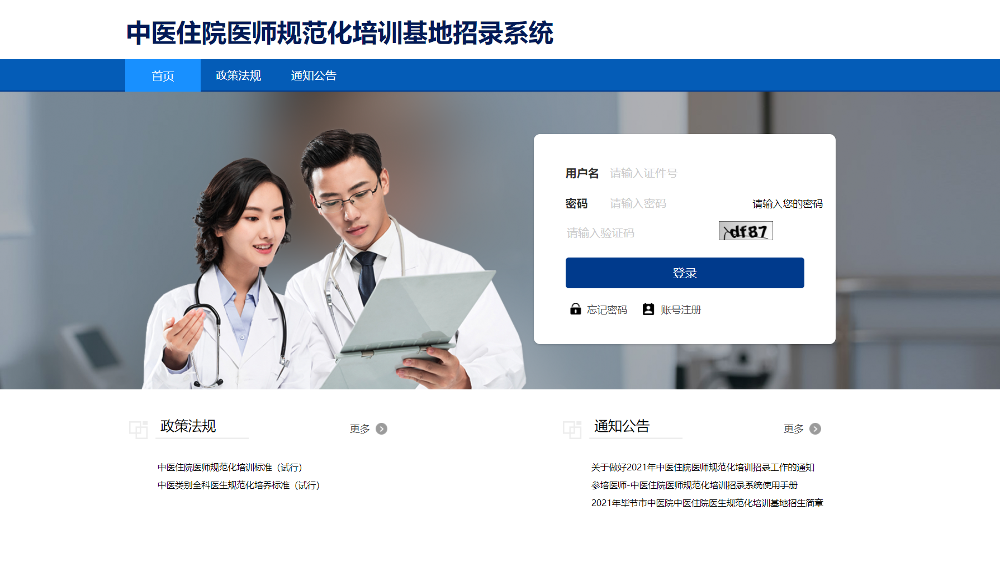 中医住院医师规范化培训基地招录系统
首页 政策法规 通知公告
用户名 请输入证件号
密码 请输入密码 请输入您的密码
请输入验证码 df87
登录
忘记密码 账号注册
政策法规 更多
中医住院医师规范化培训标准（试行）
中医类别全科医生规范化培养标准（试行）
通知公告 更多
关于做好2021年中医住院医师规范化培训招录工作的通知
参培医师-中医住院医师规范化培训招录系统使用手册
2021年毕节市中医院中医住院医生规范化培训基地招生简章